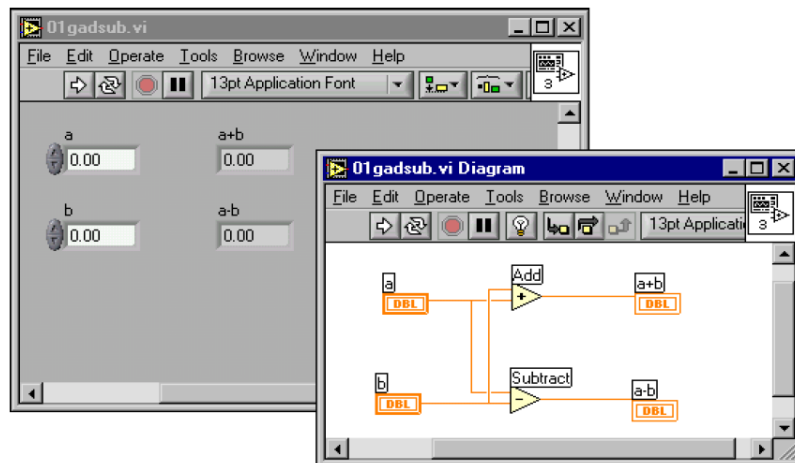 01gadsub.vi
File Edit Operate Tools Browse Window Help
13pt Application Font
3
a
0.00
a+b
0.00
b
0.00
a-b
0.00
01gadsub.vi Diagram
File Edit Operate Tools Browse Window Help
13pt Applicati
3
a
DBL
Add
+
a+b
DBL
b
DBL
Subtract
-
a-b
DBL